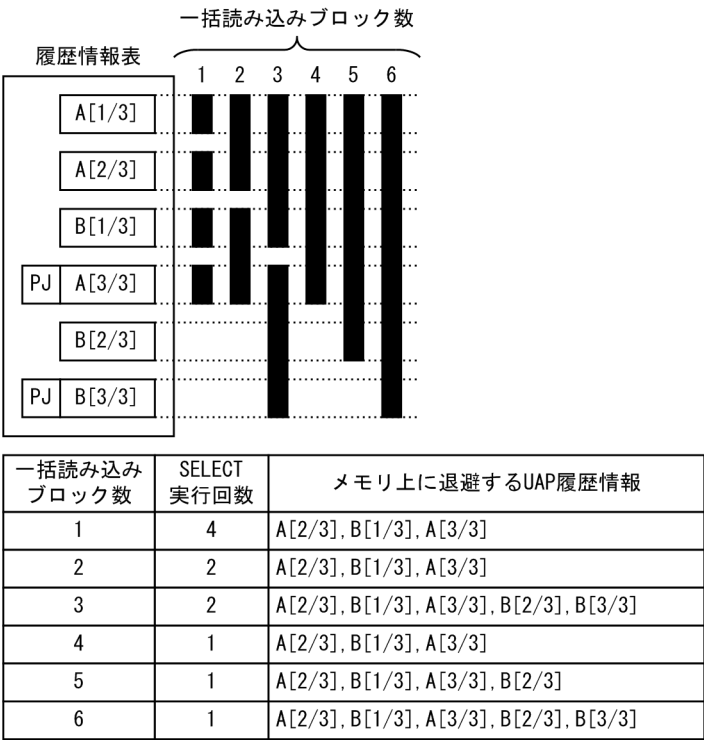 一括読み込みブロック数
履歴情報表
1 2 3 4 5 6
A[1/3]
A[2/3]
B[1/3]
PJ A[3/3]
B[2/3]
PJ B[3/3]
一括読み込み
ブロック数
SELECT
実行回数
メモリ上に退避するUAP履歴情報
1 4 A[2/3],B[1/3],A[3/3]
2 2 A[2/3],B[1/3],A[3/3]
3 2 A[2/3],B[1/3],A[3/3],B[2/3],B[3/3]
4 1 A[2/3],B[1/3],A[3/3]
5 1 A[2/3],B[1/3],A[3/3],B[2/3]
6 1 A[2/3],B[1/3],A[3/3],B[2/3],B[3/3]